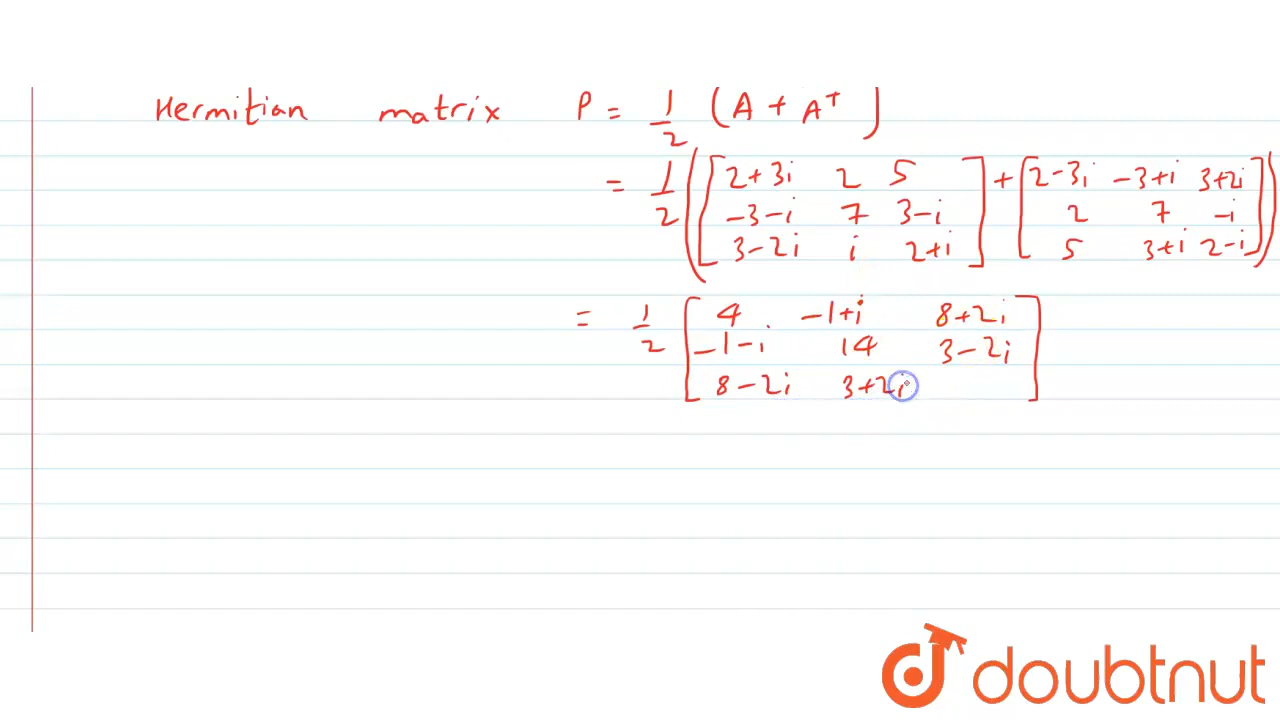 Hermitian matrix P = 1/2 (A + A^+)
= 1/2 ([2+3i 2 5; -3-i 7 3-i; 3-2i i 2+i] + [2-3i -3+i 3+2i; 2 7 -i; 5 3+i 2-i])
= 1/2 [4 -1+i 8+2i; -1-i 14 3-2i; 8-2i 3+2i]
doubtnut